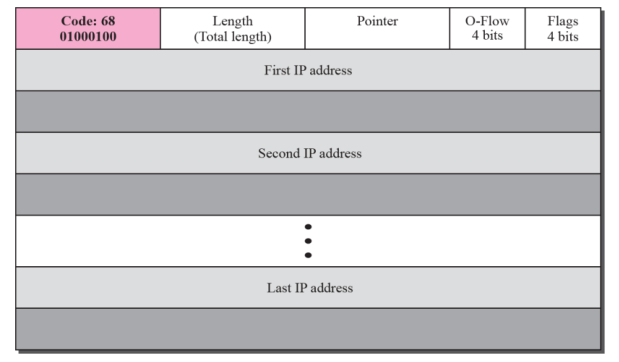 Code: 68
01000100
Length
(Total length)
Pointer
O-Flow
4 bits
Flags
4 bits
First IP address
Second IP address
Last IP address